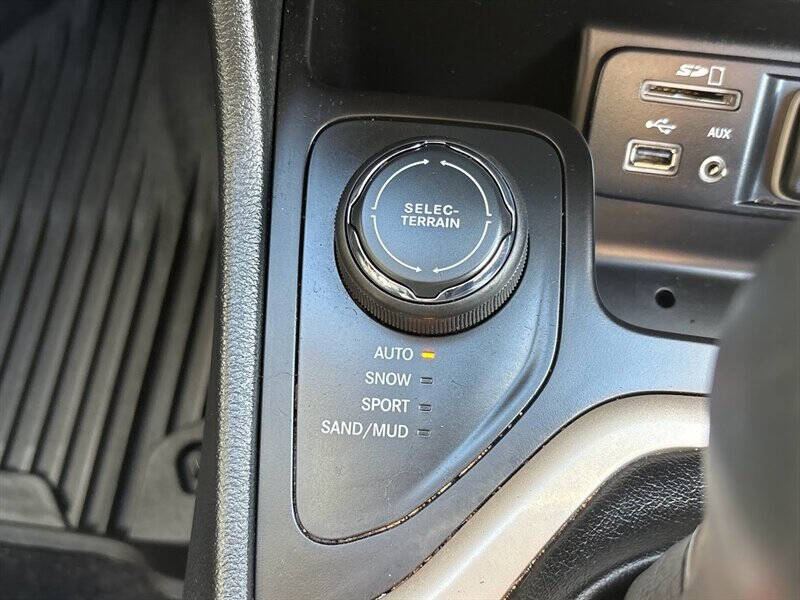 SD
AUX
SELEC-
TERRAIN
AUTO
SNOW
SPORT
SAND/MUD